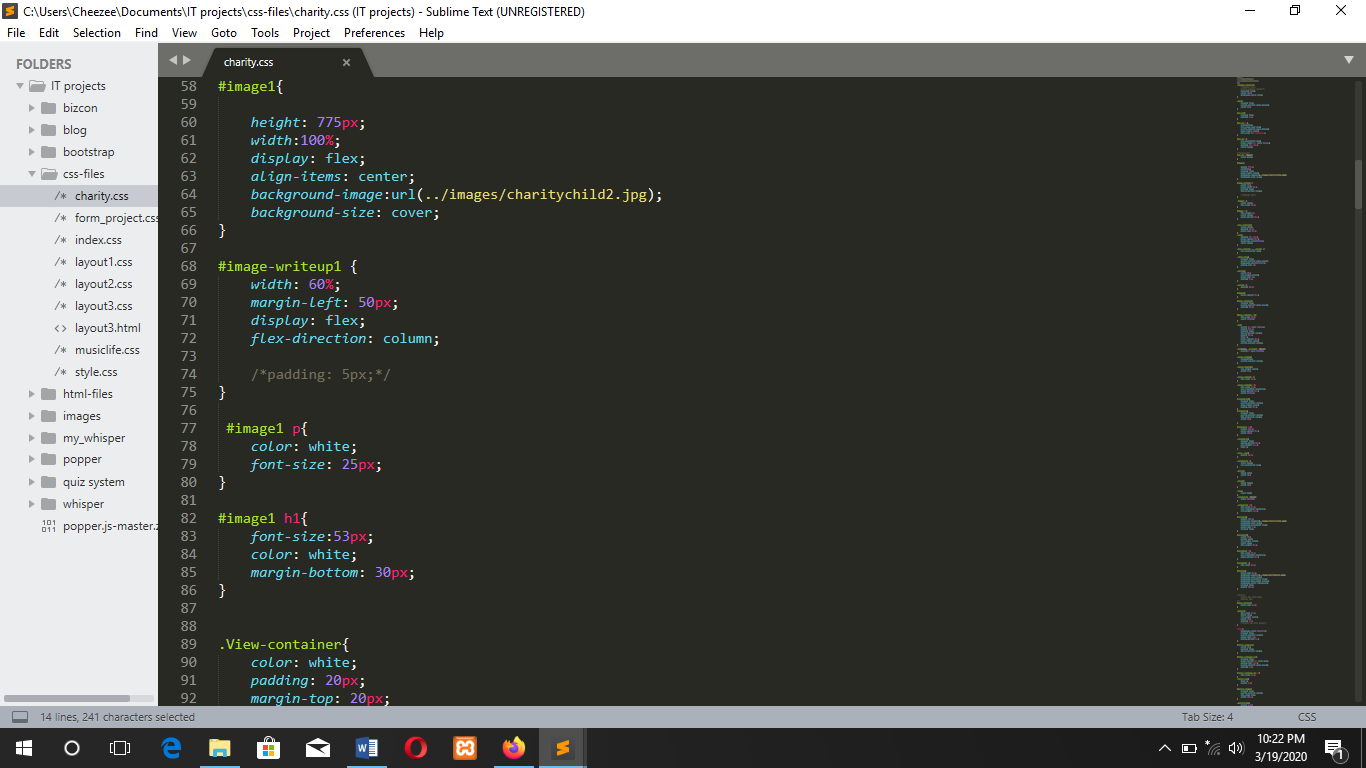 C:\Users\Cheezee\Documents\IT projects\css-files\charity.css (IT projects) - Sublime Text (UNREGISTERED)
File Edit Selection Find View Goto Tools Project Preferences Help
FOLDERS
IT projects
bizcon
blog
bootstrap
css-files
/* charity.css
/* form_project.css
/* index.css
/* layout1.css
/* layout2.css
/* layout3.css
<> layout3.html
/* musiclife.css
/* style.css
html-files
images
my_whisper
popper
quiz system
whisper
popper.js-master.z
charity.css ×
58 #image1{
59
60 height: 775px;
61 width:100%;
62 display: flex;
63 align-items: center;
64 background-image:url(../images/charitychild2.jpg);
65 background-size: cover;
66 }
67
68 #image-writeup1 {
69 width: 60%;
70 margin-left: 50px;
71 display: flex;
72 flex-direction: column;
73
74 /*padding: 5px;*/
75 }
76
77 #image1 p{
78 color: white;
79 font-size: 25px;
80 }
81
82 #image1 h1{
83 font-size:53px;
84 color: white;
85 margin-bottom: 30px;
86 }
87
88
89 .View-container{
90 color: white;
91 padding: 20px;
92 margin-top: 20px;
14 lines, 241 characters selected
Tab Size: 4 CSS
10:22 PM
3/19/2020
1